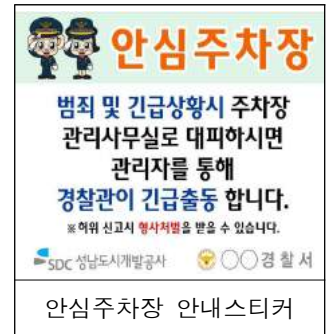 안심주차장
범죄 및 긴급상황시 주차장
관리사무실로 대피하시면
관리자를 통해
경찰관이 긴급출동 합니다.
※허위 신고시 형사처벌을 받을 수 있습니다.
SDC 성남도시개발공사 ○○경찰서
안심주차장 안내스티커